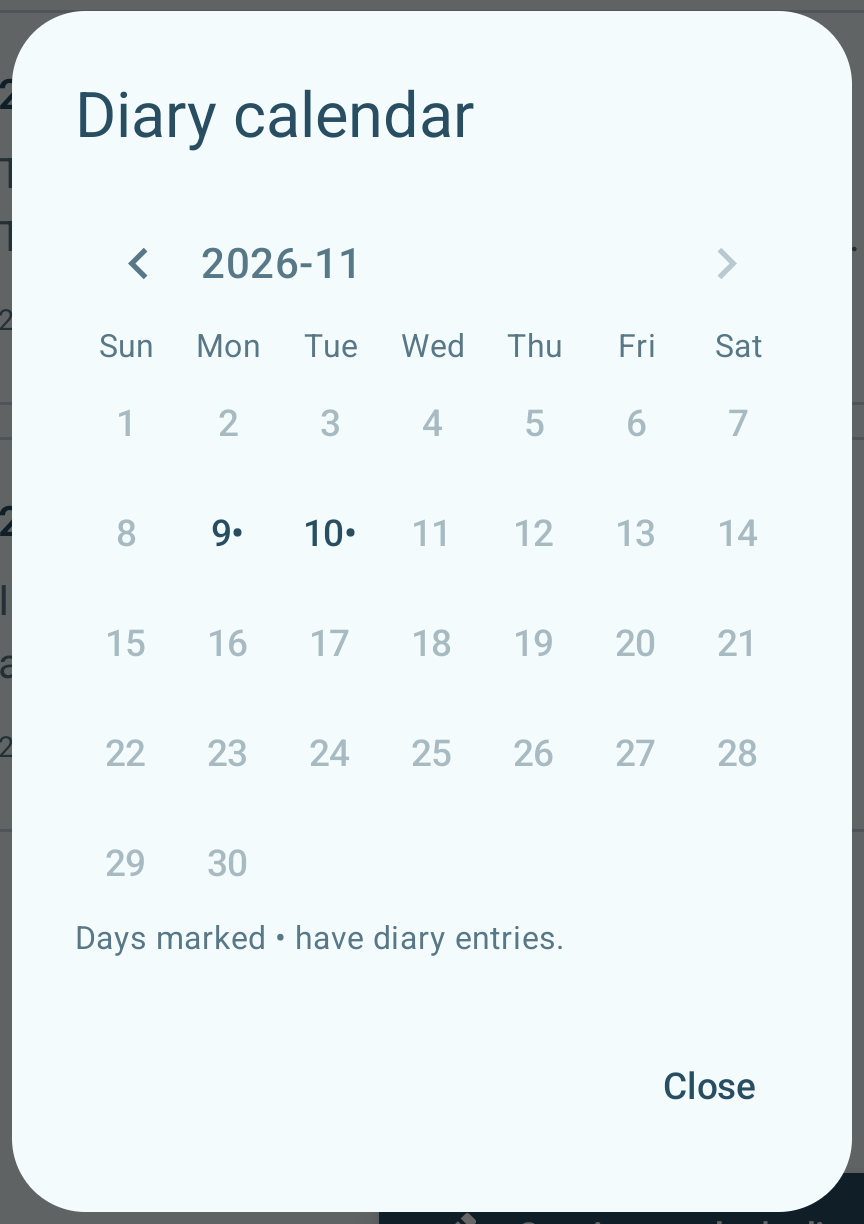 Diary calendar
2026-11
Sun Mon Tue Wed Thu Fri Sat
1 2 3 4 5 6 7
8 9• 10• 11 12 13 14
15 16 17 18 19 20 21
22 23 24 25 26 27 28
29 30
Days marked • have diary entries.
Close